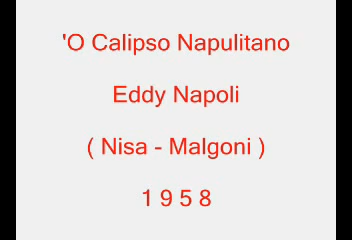 'O Calipso Napulitano
Eddy Napoli
( Nisa - Malgoni )
1 9 5 8